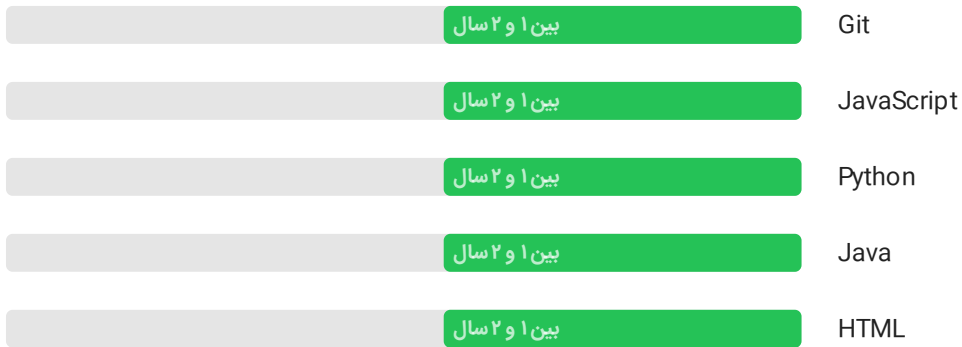 Git بین ۱ و ۲ سال
JavaScript بین ۱ و ۲ سال
Python بین ۱ و ۲ سال
Java بین ۱ و ۲ سال
HTML بین ۱ و ۲ سال